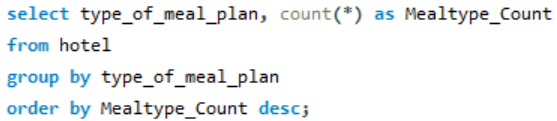 select type_of_meal_plan, count(*) as Mealtype_Count
from hotel
group by type_of_meal_plan
order by Mealtype_Count desc;